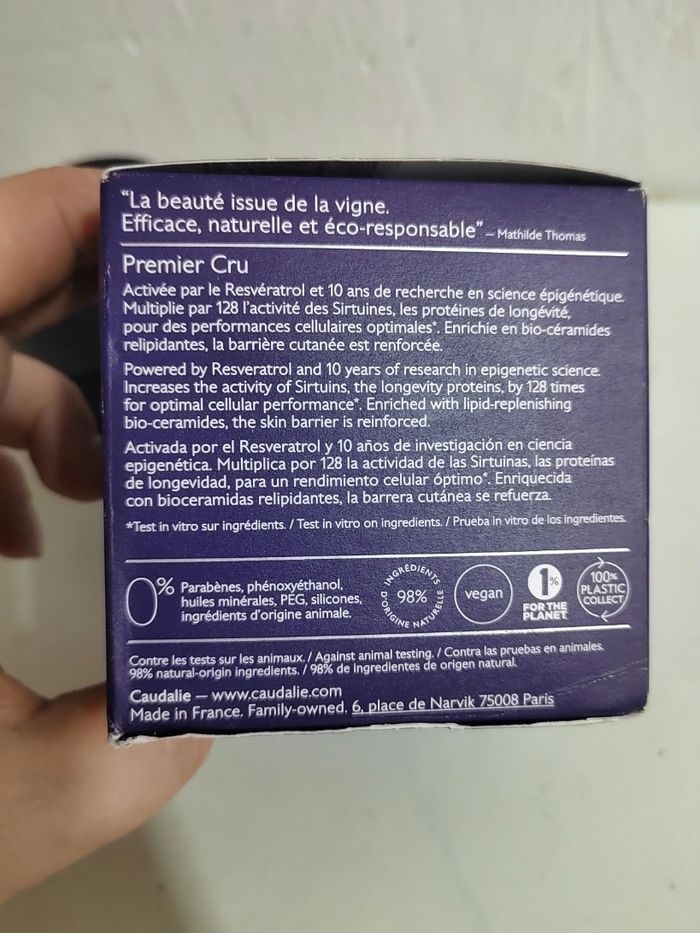 “La beauté issue de la vigne.
Efficace, naturelle et éco-responsable” – Mathilde Thomas
Premier Cru
Activée par le Resvératrol et 10 ans de recherche en science épigénétique.
Multiplie par 128 l'activité des Sirtuines, les protéines de longévité,
pour des performances cellulaires optimales*. Enrichie en bio-céramides
relipidantes, la barrière cutanée est renforcée.
Powered by Resveratrol and 10 years of research in epigenetic science.
Increases the activity of Sirtuins, the longevity proteins, by 128 times
for optimal cellular performance*. Enriched with lipid-replenishing
bio-ceramides, the skin barrier is reinforced.
Activada por el Resveratrol y 10 años de investigación en ciencia
epigenética. Multiplica por 128 la actividad de las Sirtuinas, las proteínas
de longevidad, para un rendimiento celular óptimo*. Enriquecida
con bioceramidas relipidantes, la barrera cutánea se refuerza.
*Test in vitro sur ingrédients. / Test in vitro on ingredients. / Prueba in vitro de los ingredientes.
0% Parabènes, phénoxyéthanol,
huiles minérales, PEG, silicones,
ingrédients d'origine animale.
INGRÉDIENTS
98%
D'ORIGINE NATURELLE
vegan
1%
FOR THE
PLANET
100%
PLASTIC
COLLECT
Contre les tests sur les animaux. / Against animal testing. / Contra las pruebas en animales.
98% natural-origin ingredients. / 98% de ingredientes de origen natural.
Caudalie — www.caudalie.com
Made in France. Family-owned. 6, place de Narvik 75008 Paris